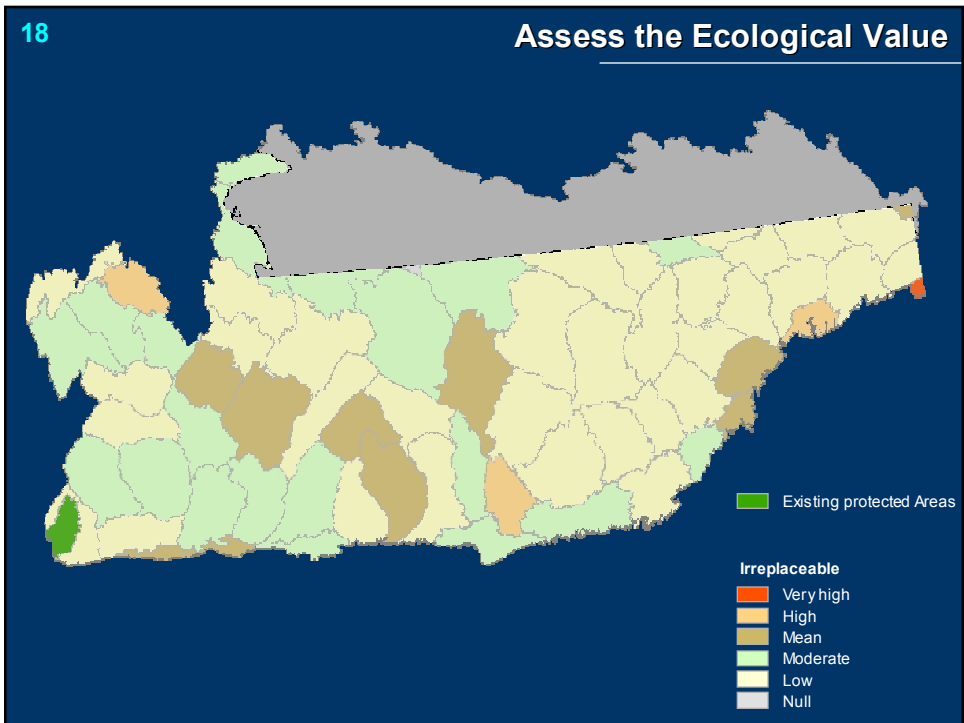 18
Assess the Ecological Value
Existing protected Areas
Irreplaceable
Very high
High
Mean
Moderate
Low
Null